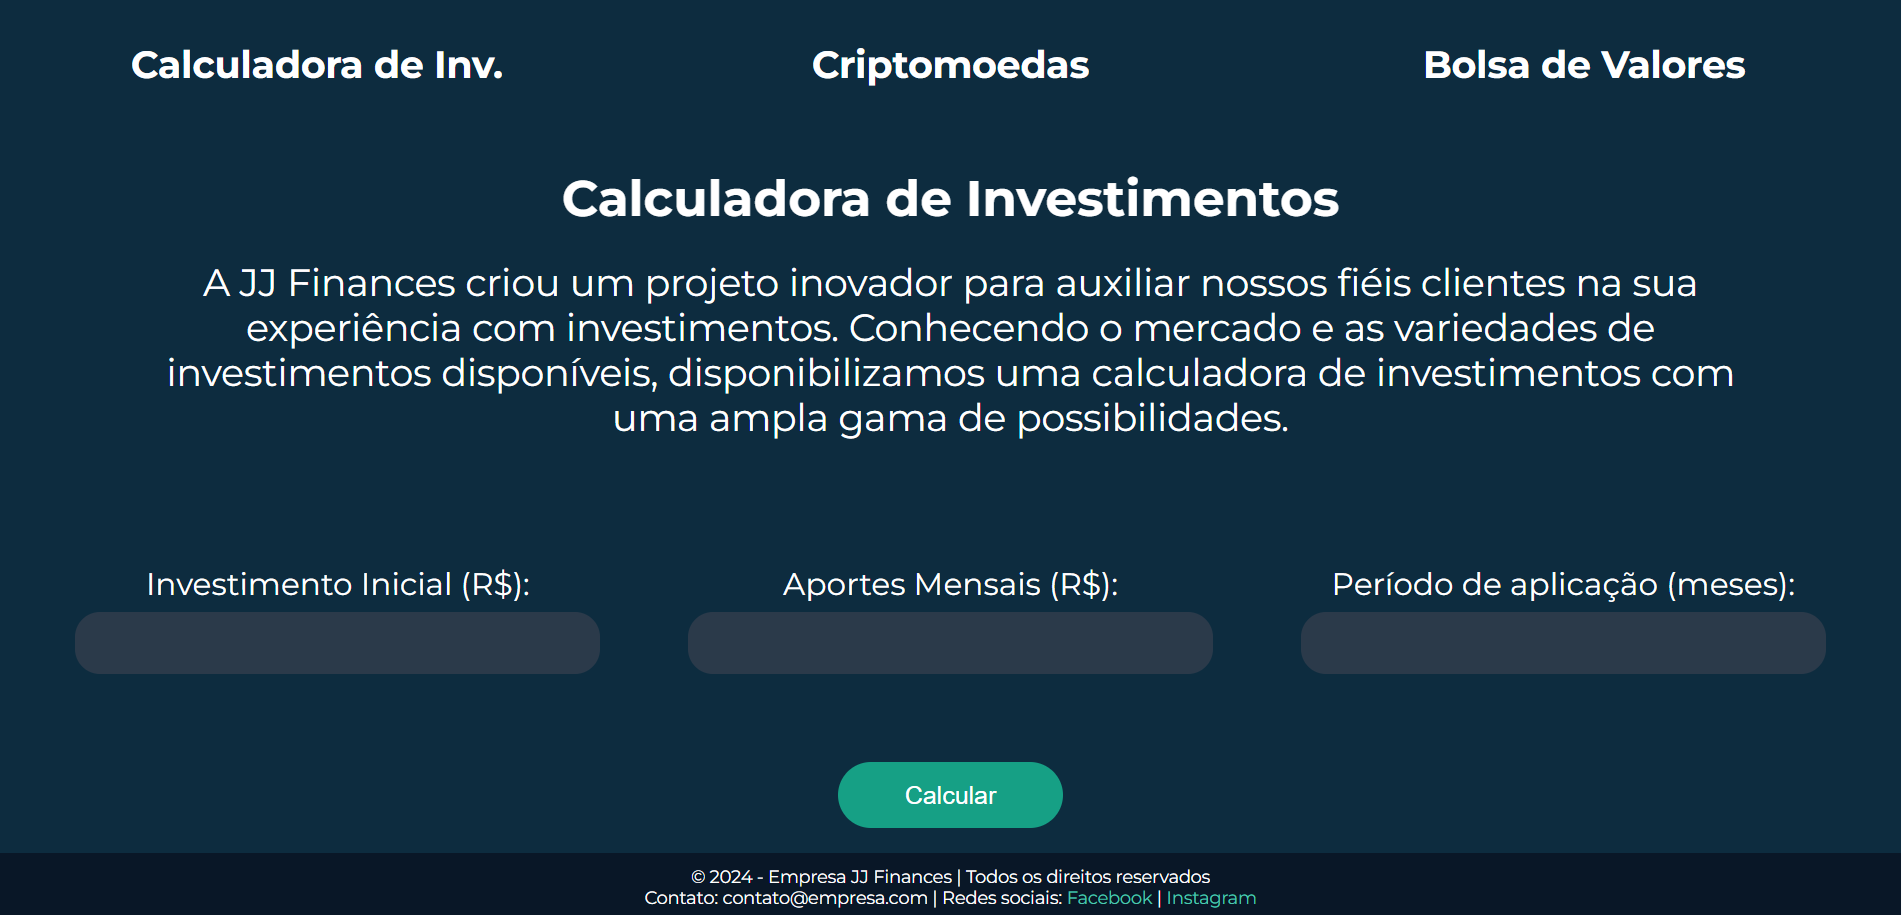 Calculadora de Inv.
Criptomoedas
Bolsa de Valores
Calculadora de Investimentos
A JJ Finances criou um projeto inovador para auxiliar nossos fiéis clientes na sua
experiência com investimentos. Conhecendo o mercado e as variedades de
investimentos disponíveis, disponibilizamos uma calculadora de investimentos com
uma ampla gama de possibilidades.
Investimento Inicial (R$):
Aportes Mensais (R$):
Período de aplicação (meses):
Calcular
© 2024 - Empresa JJ Finances | Todos os direitos reservados
Contato: contato@empresa.com | Redes sociais: Facebook | Instagram